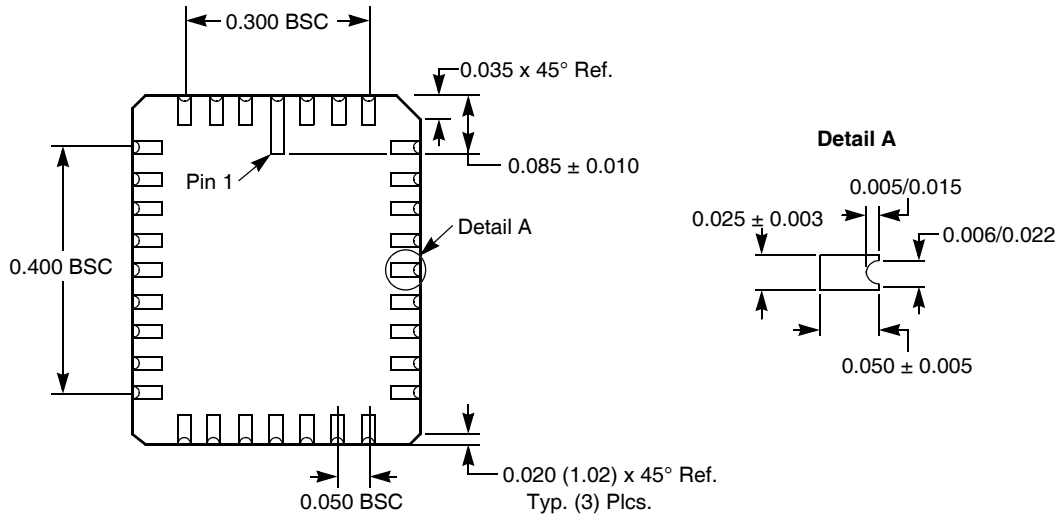 0.300 BSC
0.035 x 45° Ref.
Detail A
0.085 ± 0.010
0.005/0.015
Pin 1
0.025 ± 0.003
Detail A
0.006/0.022
0.400 BSC
0.050 ± 0.005
0.020 (1.02) x 45° Ref.
0.050 BSC
Typ. (3) Plcs.